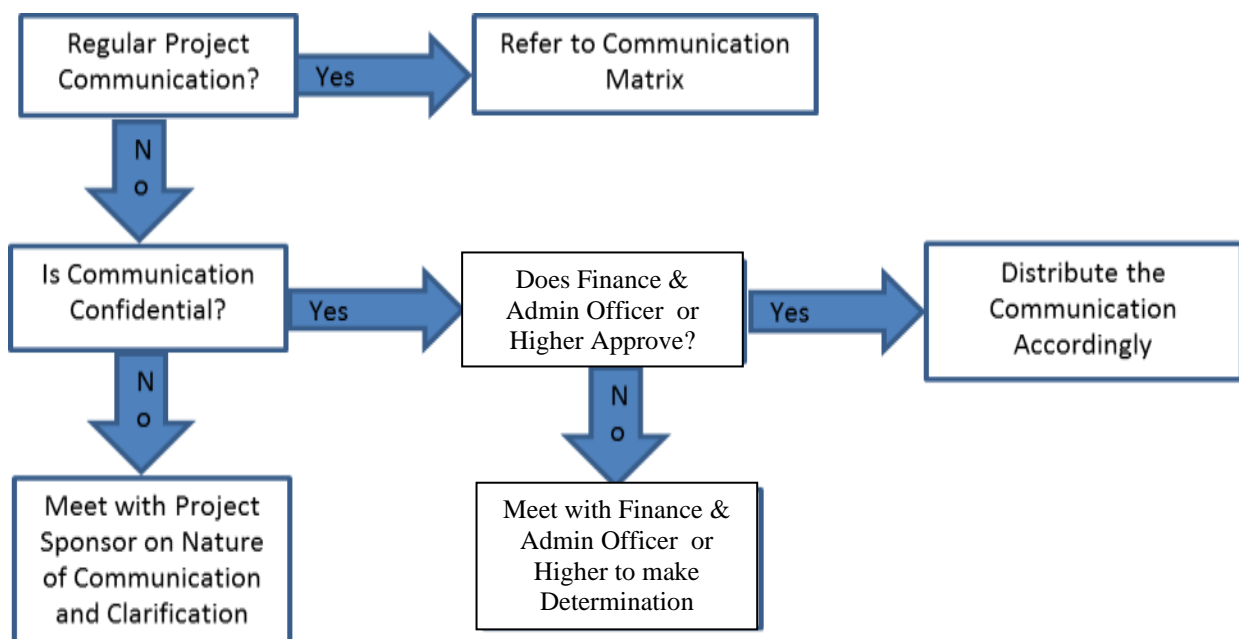 Regular Project
Communication?
Yes
Refer to Communication
Matrix
N
o
Is Communication
Confidential?
Yes
Does Finance &
Admin Officer or
Higher Approve?
Yes
Distribute the
Communication
Accordingly
N
o
N
o
Meet with Project
Sponsor on Nature
of Communication
and Clarification
Meet with Finance &
Admin Officer or
Higher to make
Determination